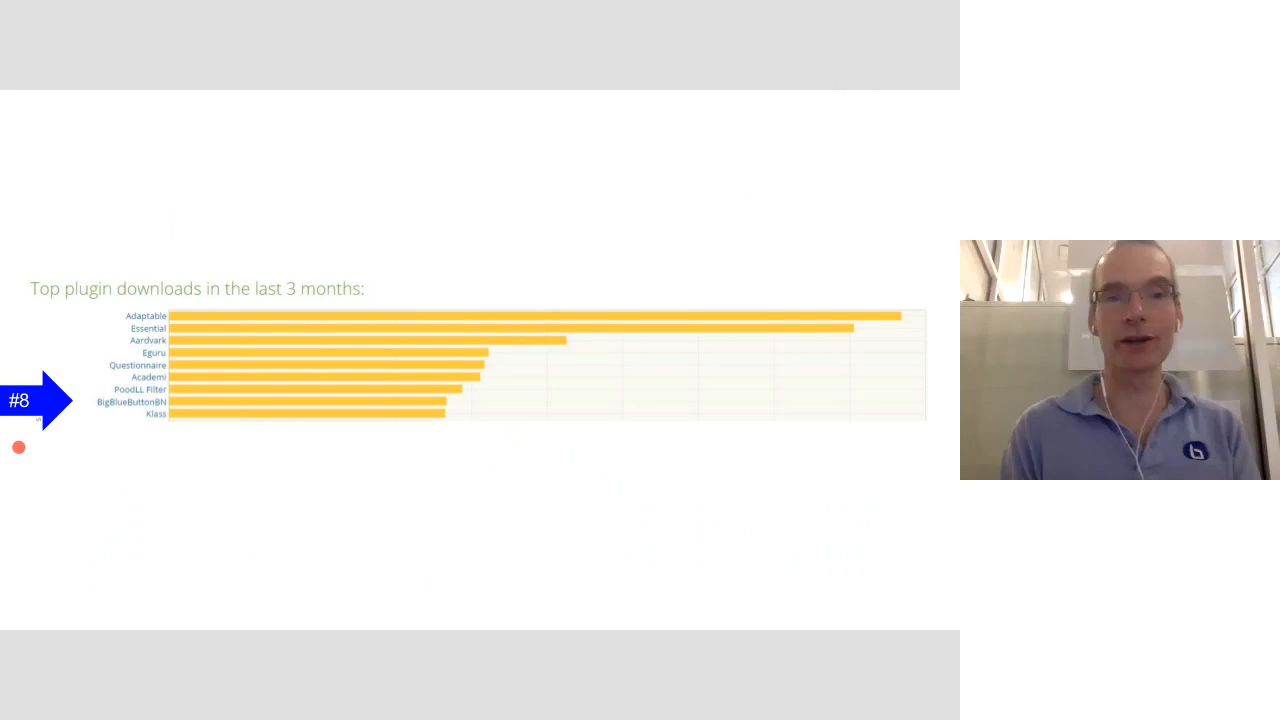 Top plugin downloads in the last 3 months:
Adaptable
Essential
Aardvark
Eguru
Questionnaire
Academi
PoodLL Filter
#8
BigBlueButtonBN
Klass
b